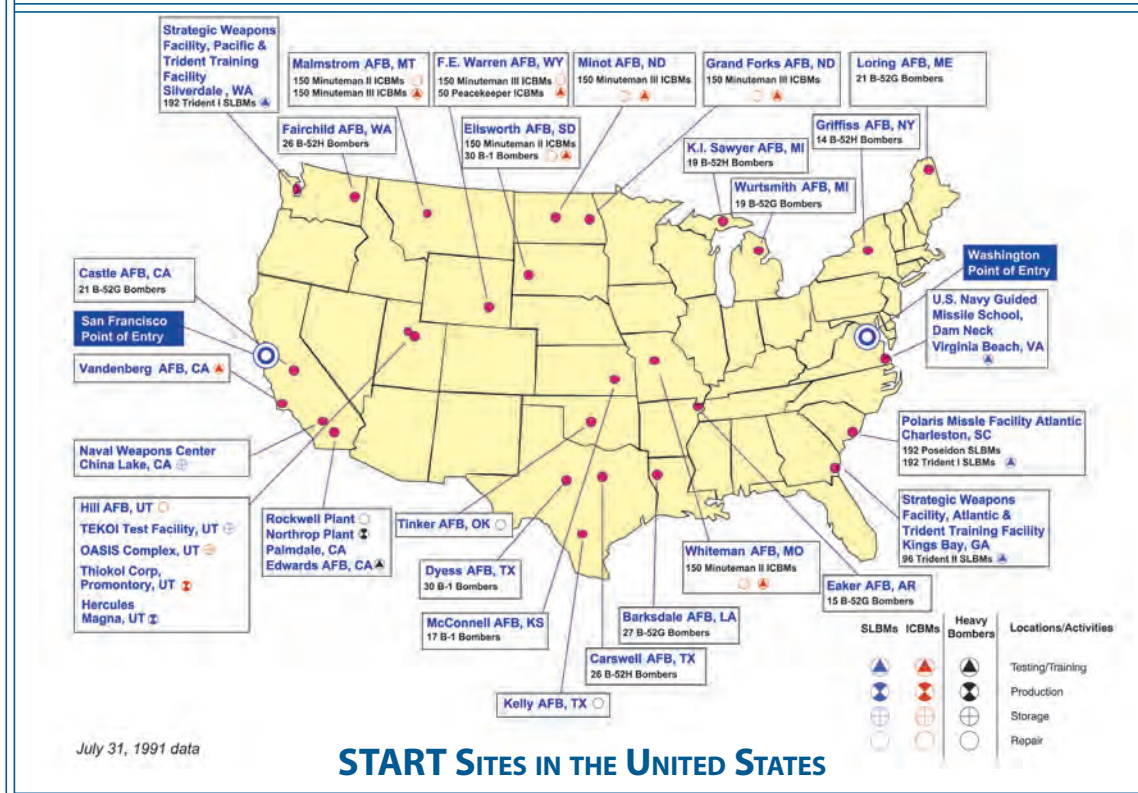 Strategic Weapons
Facility, Pacific &
Trident Training
Facility
Silverdale , WA
192 Trident I SLBMs
Malmstrom AFB, MT
150 Minuteman II ICBMs
150 Minuteman III ICBMs
F.E. Warren AFB, WY
150 Minuteman III ICBMs
50 Peacekeeper ICBMs
Minot AFB, ND
150 Minuteman III ICBMs
Grand Forks AFB, ND
150 Minuteman III ICBMs
Loring AFB, ME
21 B-52G Bombers
Fairchild AFB, WA
26 B-52H Bombers
Ellsworth AFB, SD
150 Minuteman II ICBMs
30 B-1 Bombers
K.I. Sawyer AFB, MI
19 B-52H Bombers
Griffiss AFB, NY
14 B-52H Bombers
Wurtsmith AFB, MI
19 B-52G Bombers
Castle AFB, CA
21 B-52G Bombers
San Francisco
Point of Entry
Vandenberg AFB, CA
Washington
Point of Entry
U.S. Navy Guided
Missile School,
Dam Neck
Virginia Beach, VA
Naval Weapons Center
China Lake, CA
Polaris Missle Facility Atlantic
Charleston, SC
192 Poseidon SLBMs
192 Trident I SLBMs
Hill AFB, UT
TEKOI Test Facility, UT
OASIS Complex, UT
Thiokol Corp,
Promontory, UT
Hercules
Magna, UT
Rockwell Plant
Northrop Plant
Palmdale, CA
Edwards AFB, CA
Tinker AFB, OK
Dyess AFB, TX
30 B-1 Bombers
McConnell AFB, KS
17 B-1 Bombers
Kelly AFB, TX
Carswell AFB, TX
26 B-52H Bombers
Barksdale AFB, LA
27 B-52G Bombers
Whiteman AFB, MO
150 Minuteman II ICBMs
Eaker AFB, AR
15 B-52G Bombers
Strategic Weapons
Facility, Atlantic &
Trident Training Facility
Kings Bay, GA
96 Trident II SLBMs
SLBMs ICBMs Heavy Bombers Locations/Activities
Testing/Training
Production
Storage
Repair
July 31, 1991 data
START SITES IN THE UNITED STATES